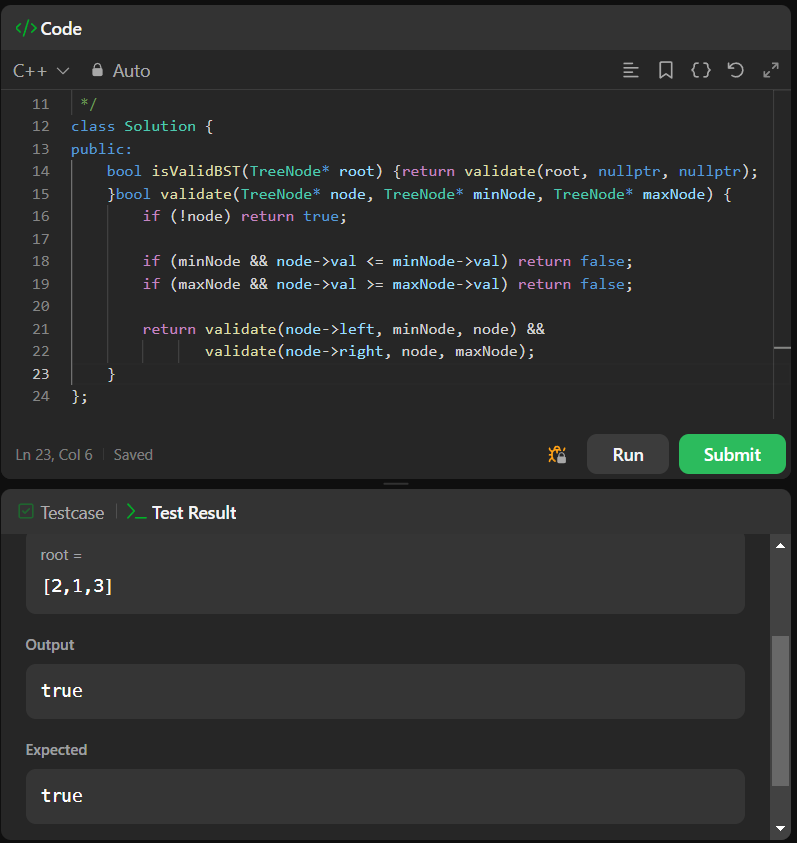 </> Code
C++ Auto
11 */
12 class Solution {
13 public:
14 bool isValidBST(TreeNode* root) {return validate(root, nullptr, nullptr);
15 }bool validate(TreeNode* node, TreeNode* minNode, TreeNode* maxNode) {
16 if (!node) return true;
17
18 if (minNode && node->val <= minNode->val) return false;
19 if (maxNode && node->val >= maxNode->val) return false;
20
21 return validate(node->left, minNode, node) &&
22 validate(node->right, node, maxNode);
23 }
24 };
Ln 23, Col 6 Saved Run Submit
Testcase >_ Test Result
root =
[2,1,3]
Output
true
Expected
true